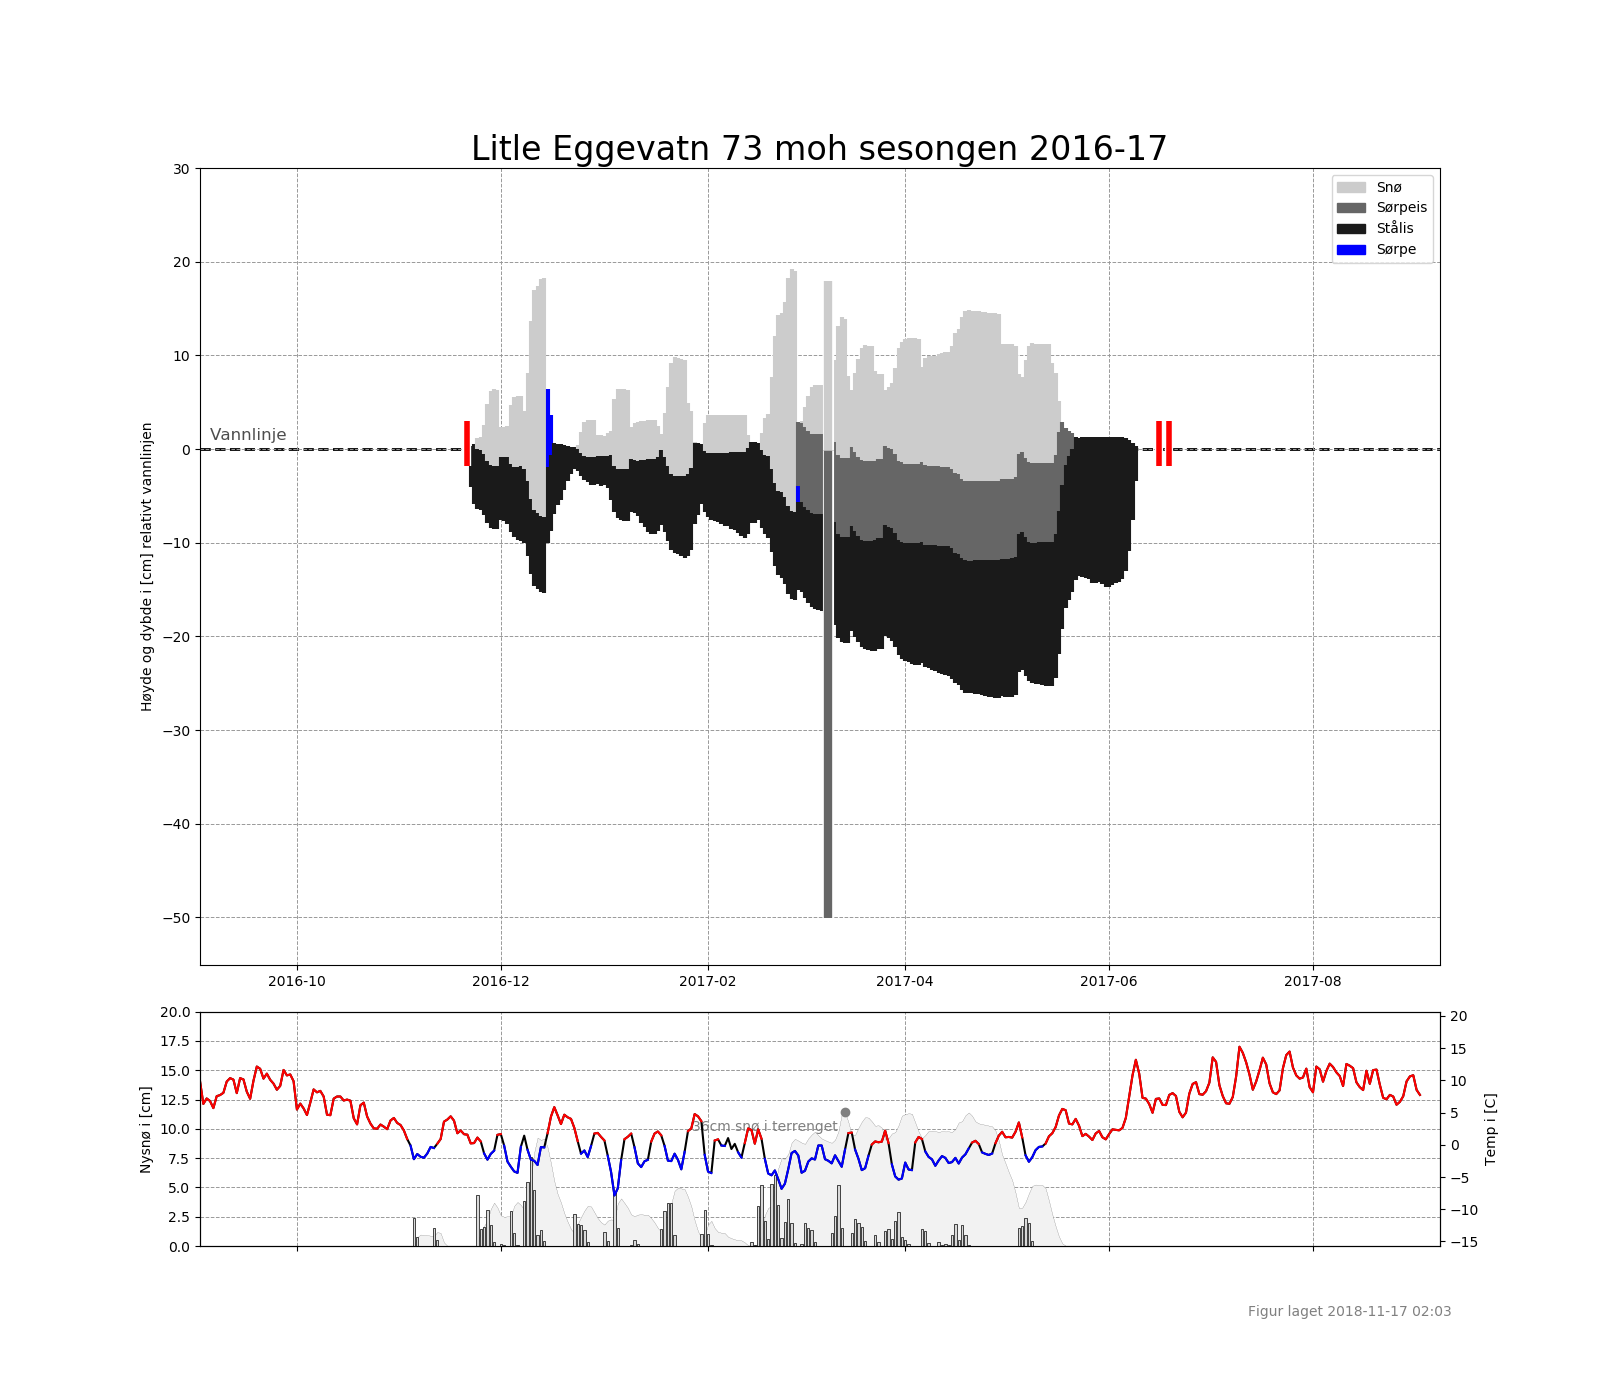 Litle Eggevatn 73 moh sesongen 2016-17
30
20
10
0
−10
−20
−30
−40
−50
Høyde og dybde i [cm] relativt vannlinjen
Vannlinje
Snø
Sørpeis
Stålis
Sørpe
2016-10
2016-12
2017-02
2017-04
2017-06
2017-08
20.0
17.5
15.0
12.5
10.0
7.5
5.0
2.5
0.0
Nysnø i [cm]
36cm snø i terrenget
20
15
10
5
0
−5
−10
−15
Temp i [C]
Figur laget 2018-11-17 02:03